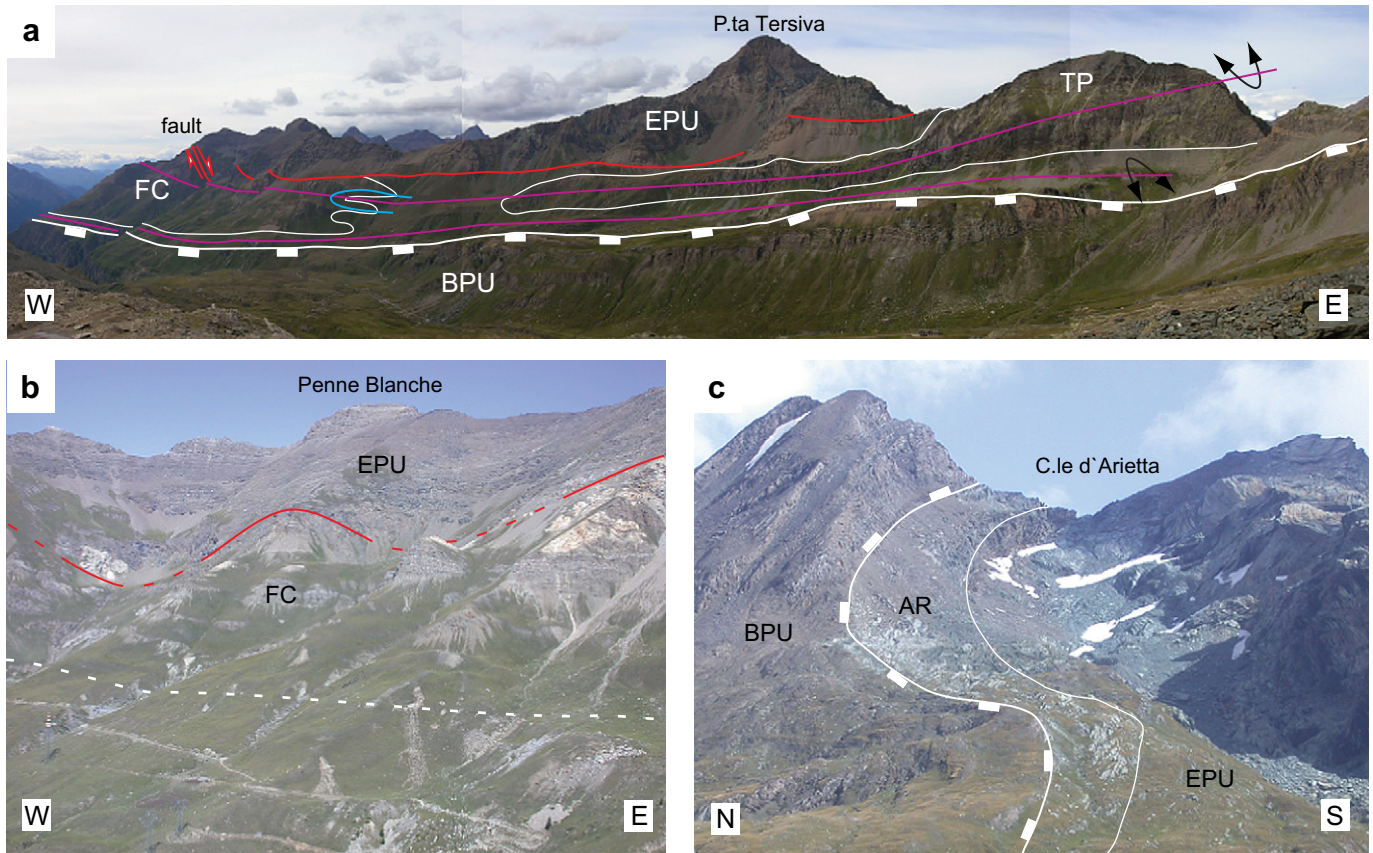 a
P.ta Tersiva
TP
EPU
fault
FC
BPU
W
E
b
Penne Blanche
EPU
FC
W
E
c
C.le d`Arietta
AR
BPU
EPU
N
S